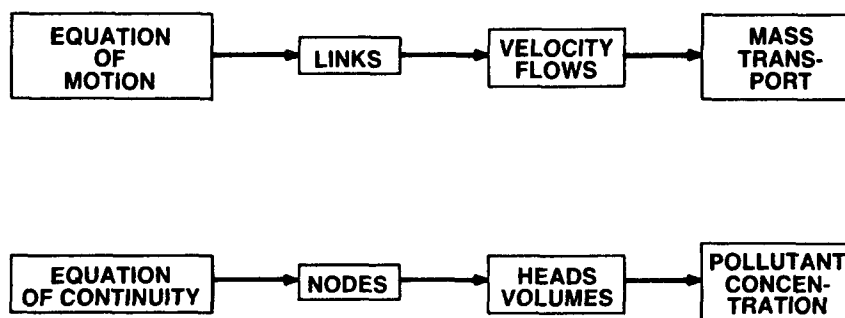 EQUATION
OF
MOTION
LINKS
VELOCITY
FLOWS
MASS
TRANS-
PORT
EQUATION
OF CONTINUITY
NODES
HEADS
VOLUMES
POLLUTANT
CONCEN-
TRATION